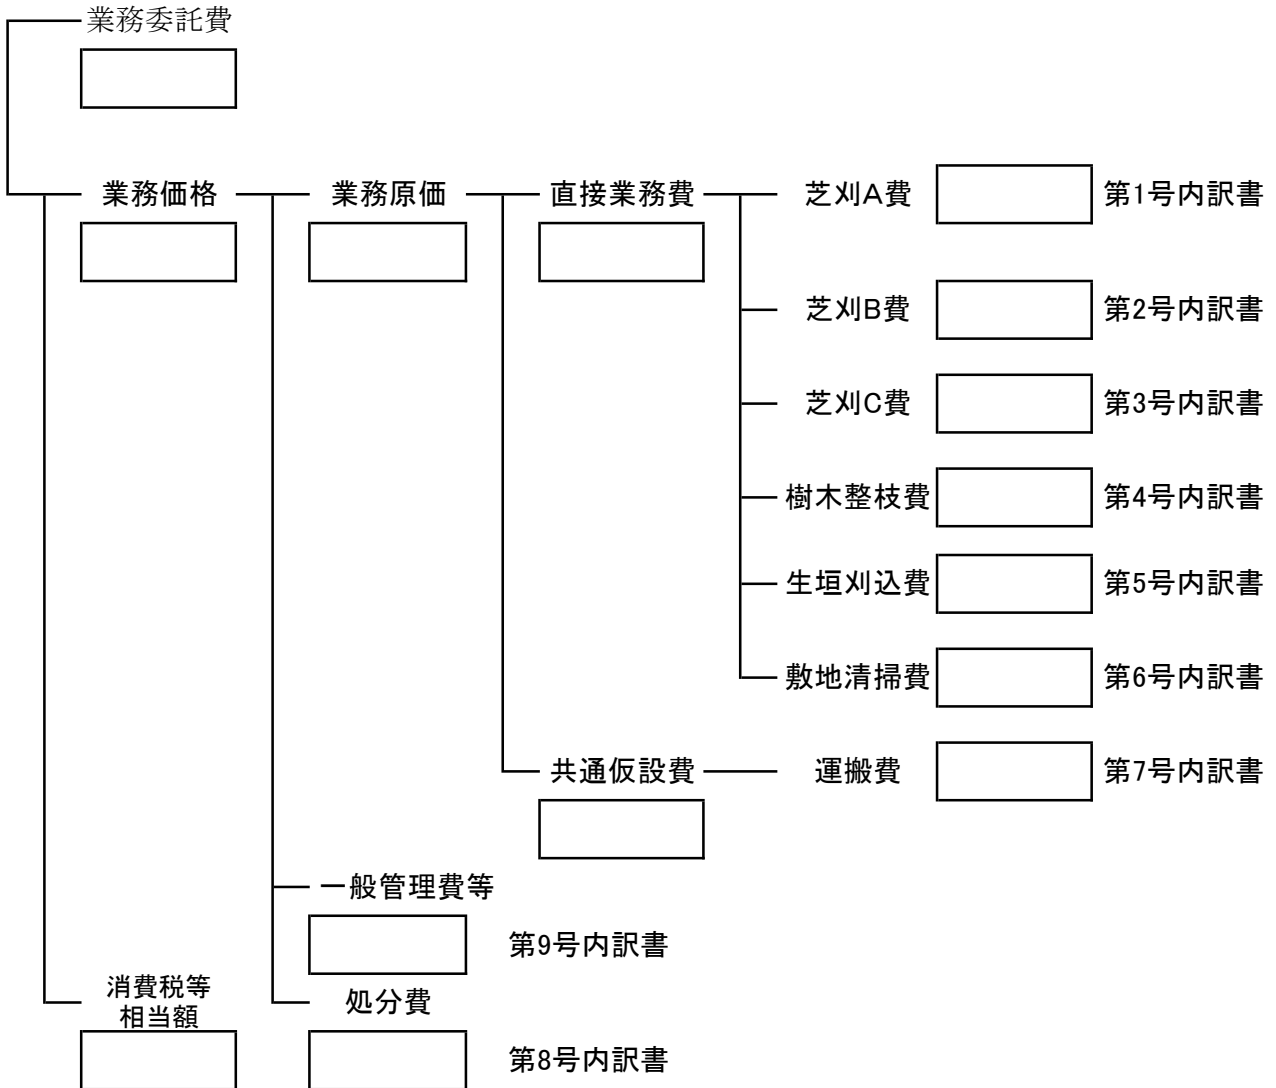 業務委託費
業務価格 業務原価 直接業務費 芝刈A費 第1号内訳書
芝刈B費 第2号内訳書
芝刈C費 第3号内訳書
樹木整枝費 第4号内訳書
生垣刈込費 第5号内訳書
敷地清掃費 第6号内訳書
共通仮設費 運搬費 第7号内訳書
一般管理費等
第9号内訳書
消費税等
相当額
処分費
第8号内訳書